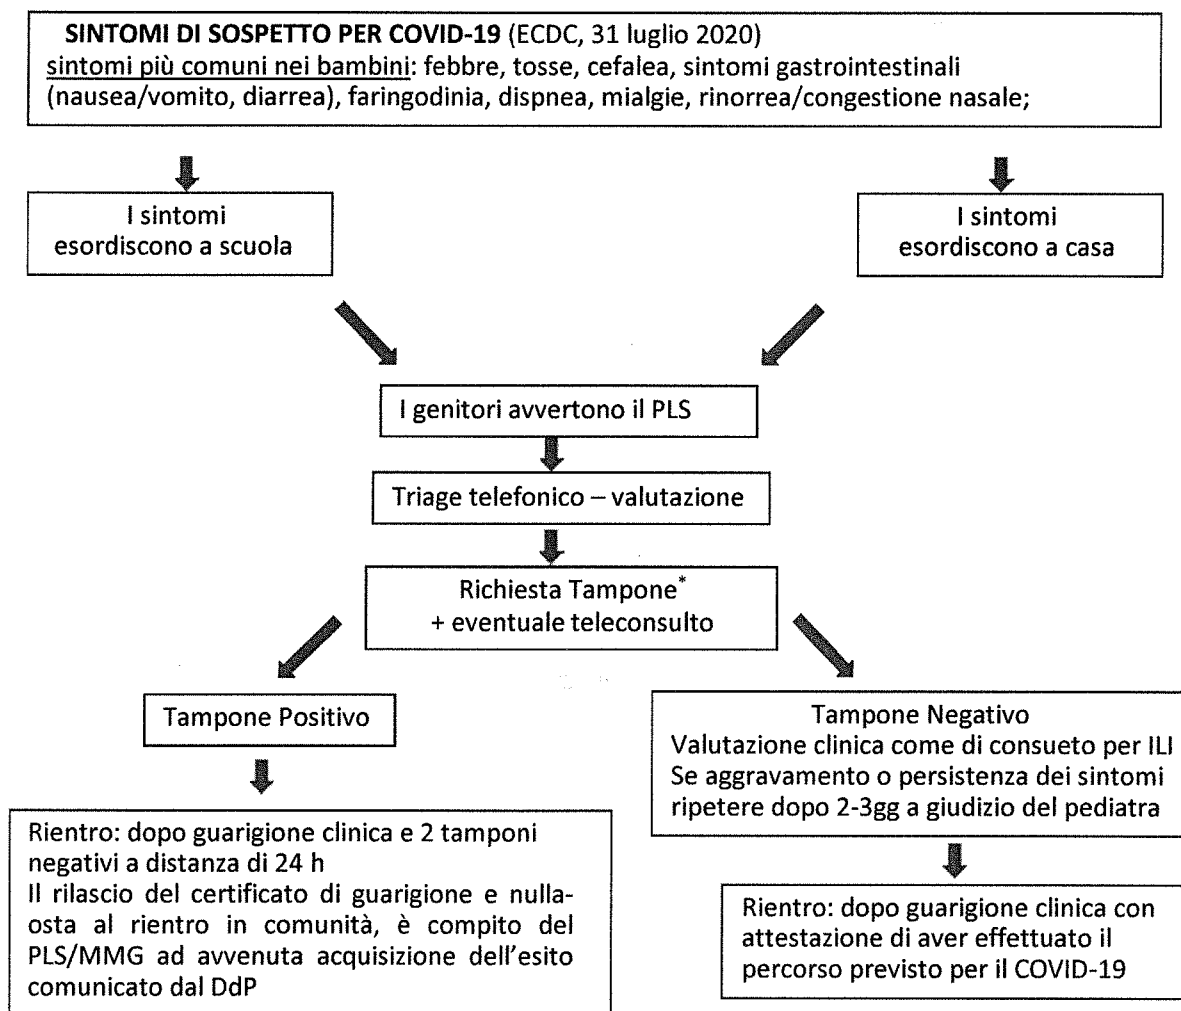 SINTOMI DI SOSPETTO PER COVID-19 (ECDC, 31 luglio 2020)
sintomi più comuni nei bambini: febbre, tosse, cefalea, sintomi gastrointestinali
(nausea/vomito, diarrea), faringodinia, dispnea, mialgie, rinorrea/congestione nasale;
I sintomi
esordiscono a scuola
I sintomi
esordiscono a casa
I genitori avvertono il PLS
Triage telefonico – valutazione
Richiesta Tampone*
+ eventuale teleconsulto
Tampone Positivo
Tampone Negativo
Valutazione clinica come di consueto per ILI
Se aggravamento o persistenza dei sintomi
ripetere dopo 2-3gg a giudizio del pediatra
Rientro: dopo guarigione clinica e 2 tamponi
negativi a distanza di 24 h
Il rilascio del certificato di guarigione e nulla-
osta al rientro in comunità, è compito del
PLS/MMG ad avvenuta acquisizione dell'esito
comunicato dal DdP
Rientro: dopo guarigione clinica con
attestazione di aver effettuato il
percorso previsto per il COVID-19